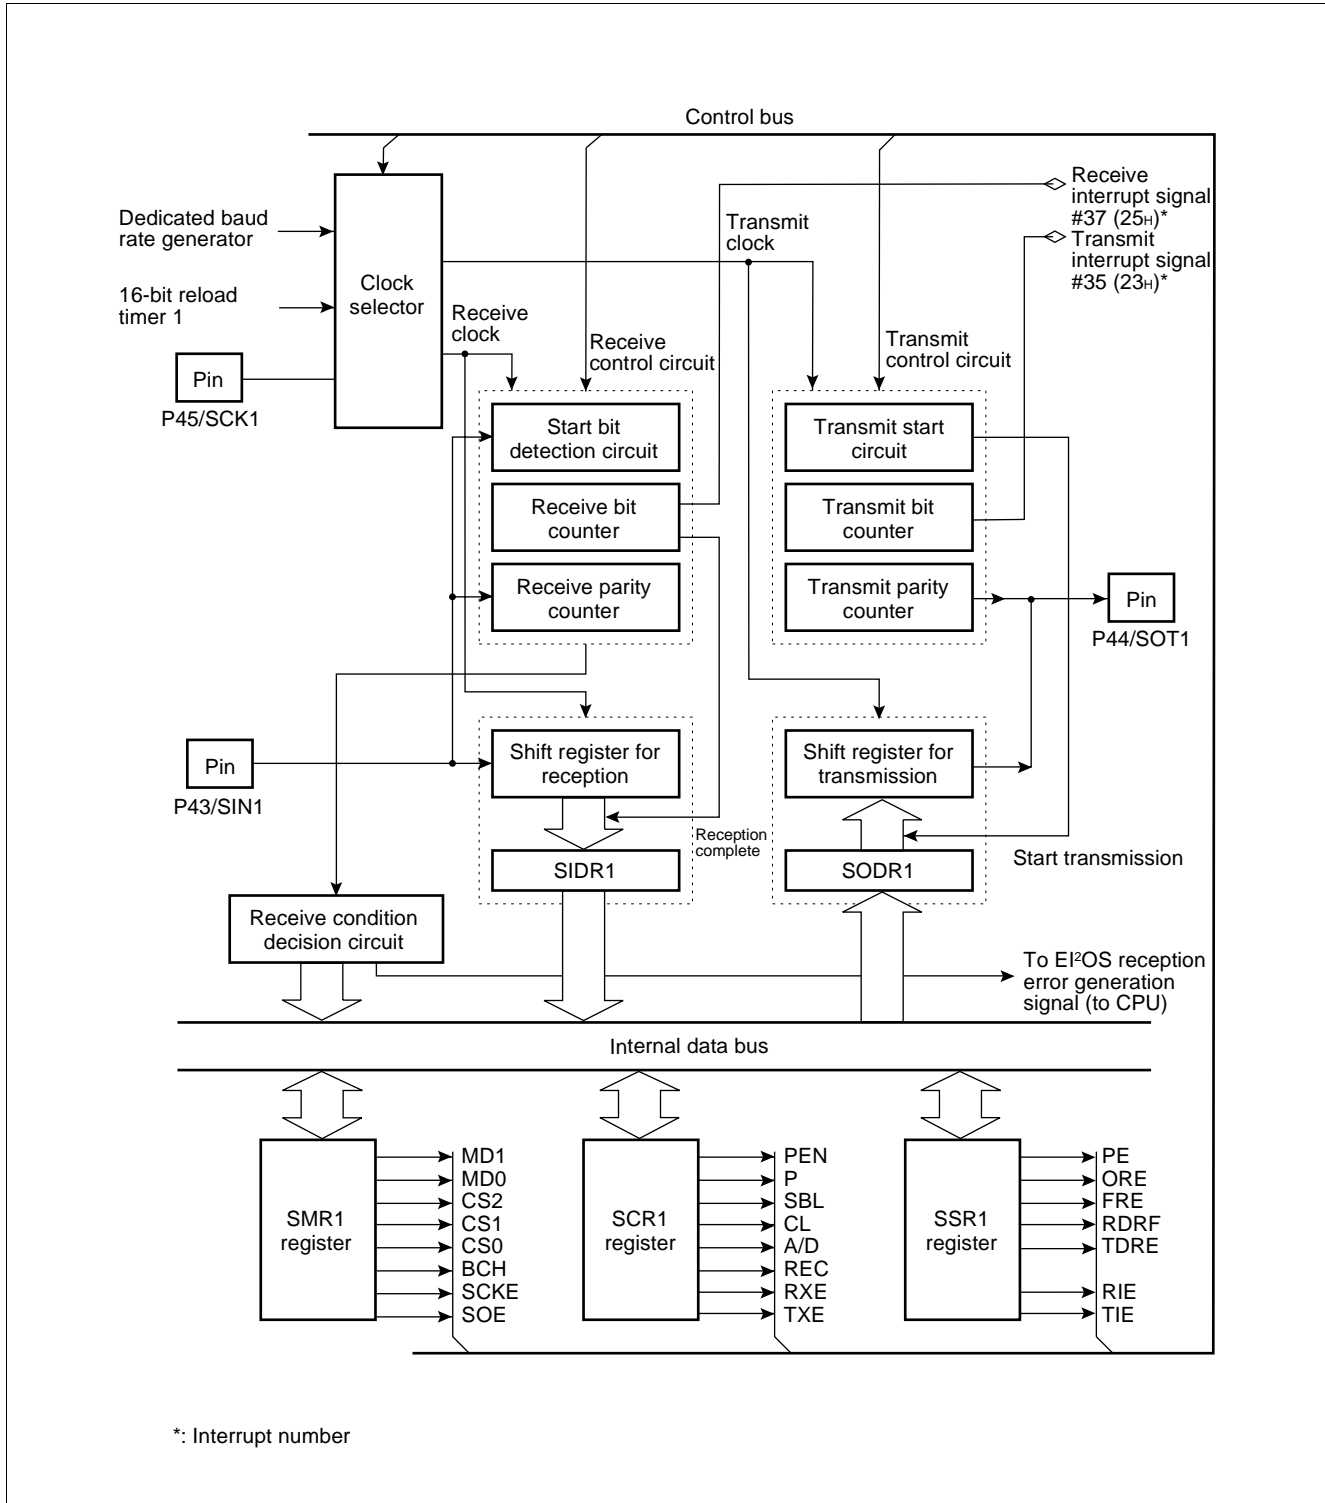 Control bus
Receive
interrupt signal
#37 (25H)*
Transmit
interrupt signal
#35 (23H)*
Dedicated baud
rate generator
16-bit reload
timer 1
Clock
selector
Transmit
clock
Receive
clock
Receive
control circuit
Transmit
control circuit
Pin
P45/SCK1
Start bit
detection circuit
Receive bit
counter
Receive parity
counter
Transmit start
circuit
Transmit bit
counter
Transmit parity
counter
Pin
P44/SOT1
Pin
P43/SIN1
Shift register for
reception
Shift register for
transmission
Reception
complete
Start transmission
SIDR1
SODR1
Receive condition
decision circuit
To EI²OS reception
error generation
signal (to CPU)
Internal data bus
SMR1
register
MD1
MD0
CS2
CS1
CS0
BCH
SCKE
SOE
SCR1
register
PEN
P
SBL
CL
A/D
REC
RXE
TXE
SSR1
register
PE
ORE
FRE
RDRF
TDRE
RIE
TIE
*: Interrupt number